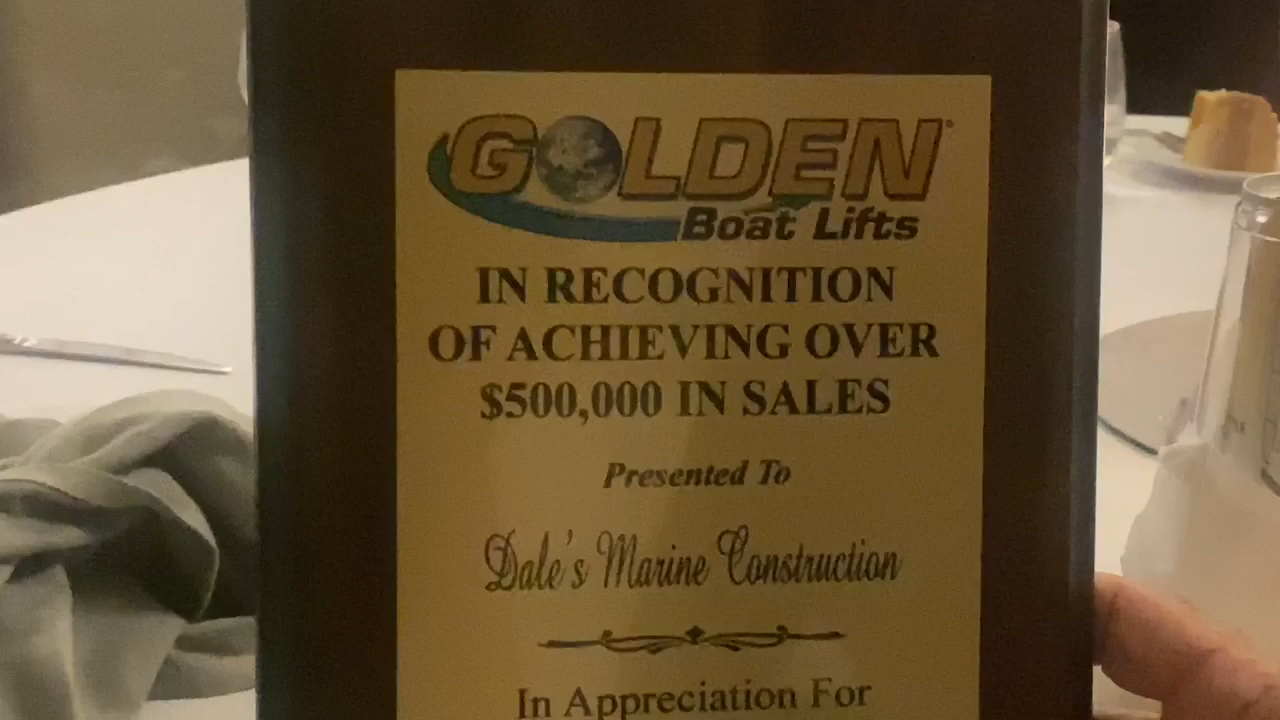 GOLDEN®
Boat Lifts
IN RECOGNITION
OF ACHIEVING OVER
$500,000 IN SALES
Presented To
Dale's Marine Construction
In Appreciation For